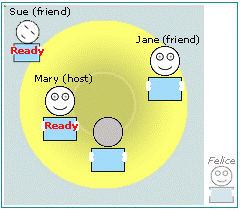 Sue (friend)
Ready
Jane (friend)
Mary (host)
Ready
Felice